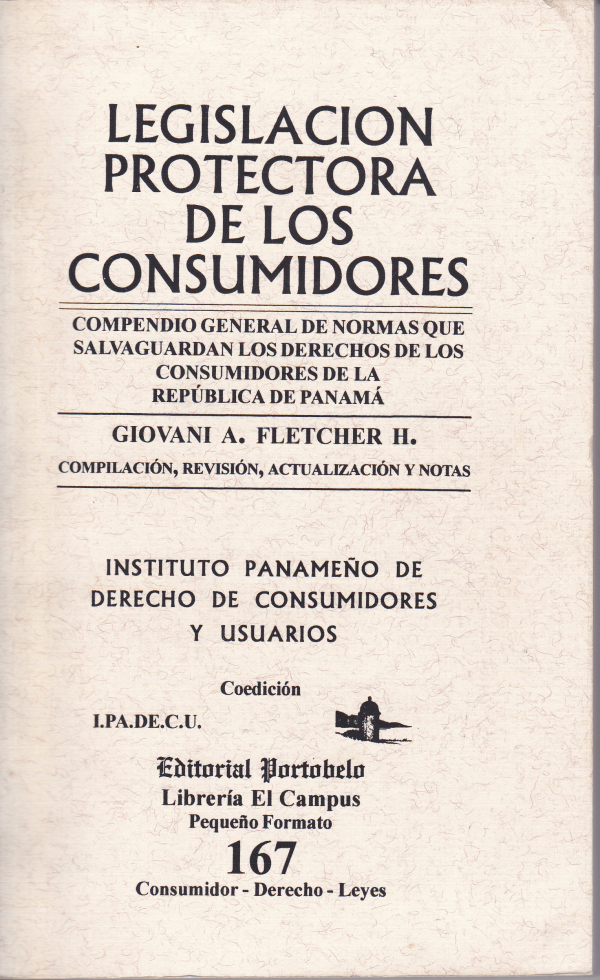 LEGISLACION
PROTECTORA
DE LOS
CONSUMIDORES
COMPENDIO GENERAL DE NORMAS QUE
SALVAGUARDAN LOS DERECHOS DE LOS
CONSUMIDORES DE LA
REPÚBLICA DE PANAMÁ
GIOVANI A. FLETCHER H.
COMPILACIÓN, REVISIÓN, ACTUALIZACIÓN Y NOTAS
INSTITUTO PANAMEÑO DE
DERECHO DE CONSUMIDORES
Y USUARIOS
Coedición
I.PA.DE.C.U.
Editorial Portobelo
Librería El Campus
Pequeño Formato
167
Consumidor - Derecho - Leyes